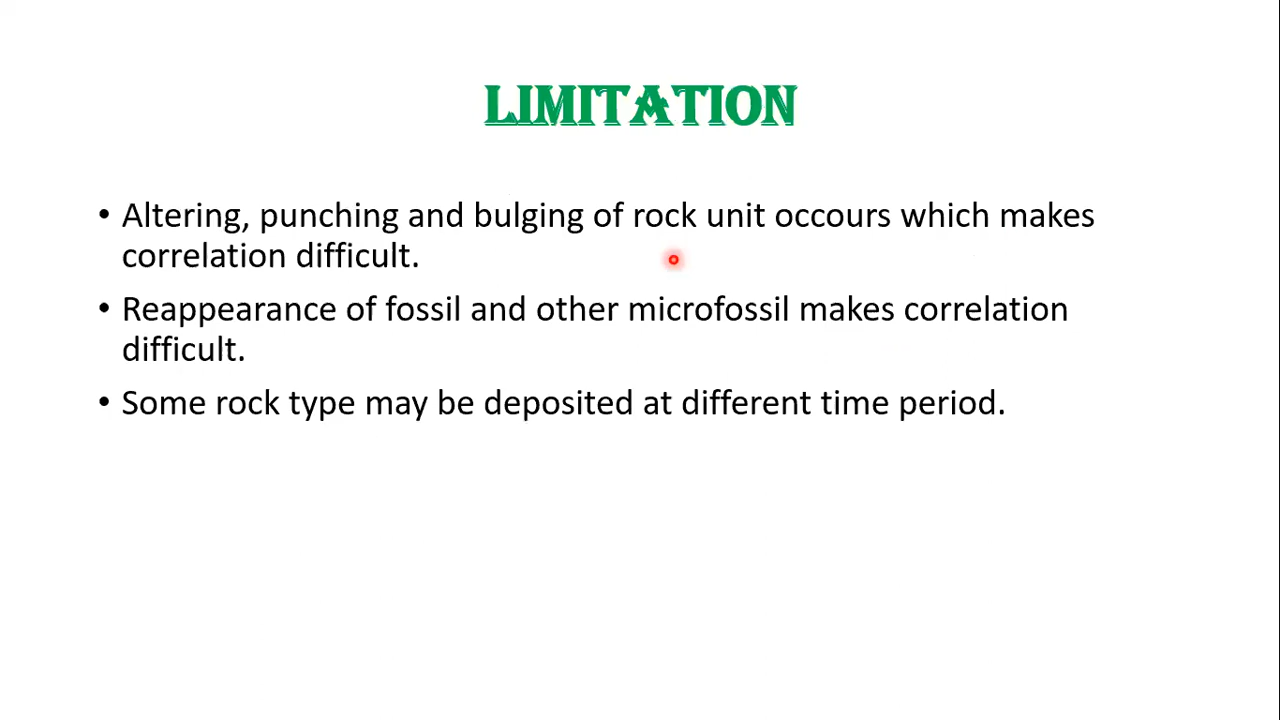 LIMITATION
• Altering, punching and bulging of rock unit occours which makes
correlation difficult.
• Reappearance of fossil and other microfossil makes correlation
difficult.
• Some rock type may be deposited at different time period.